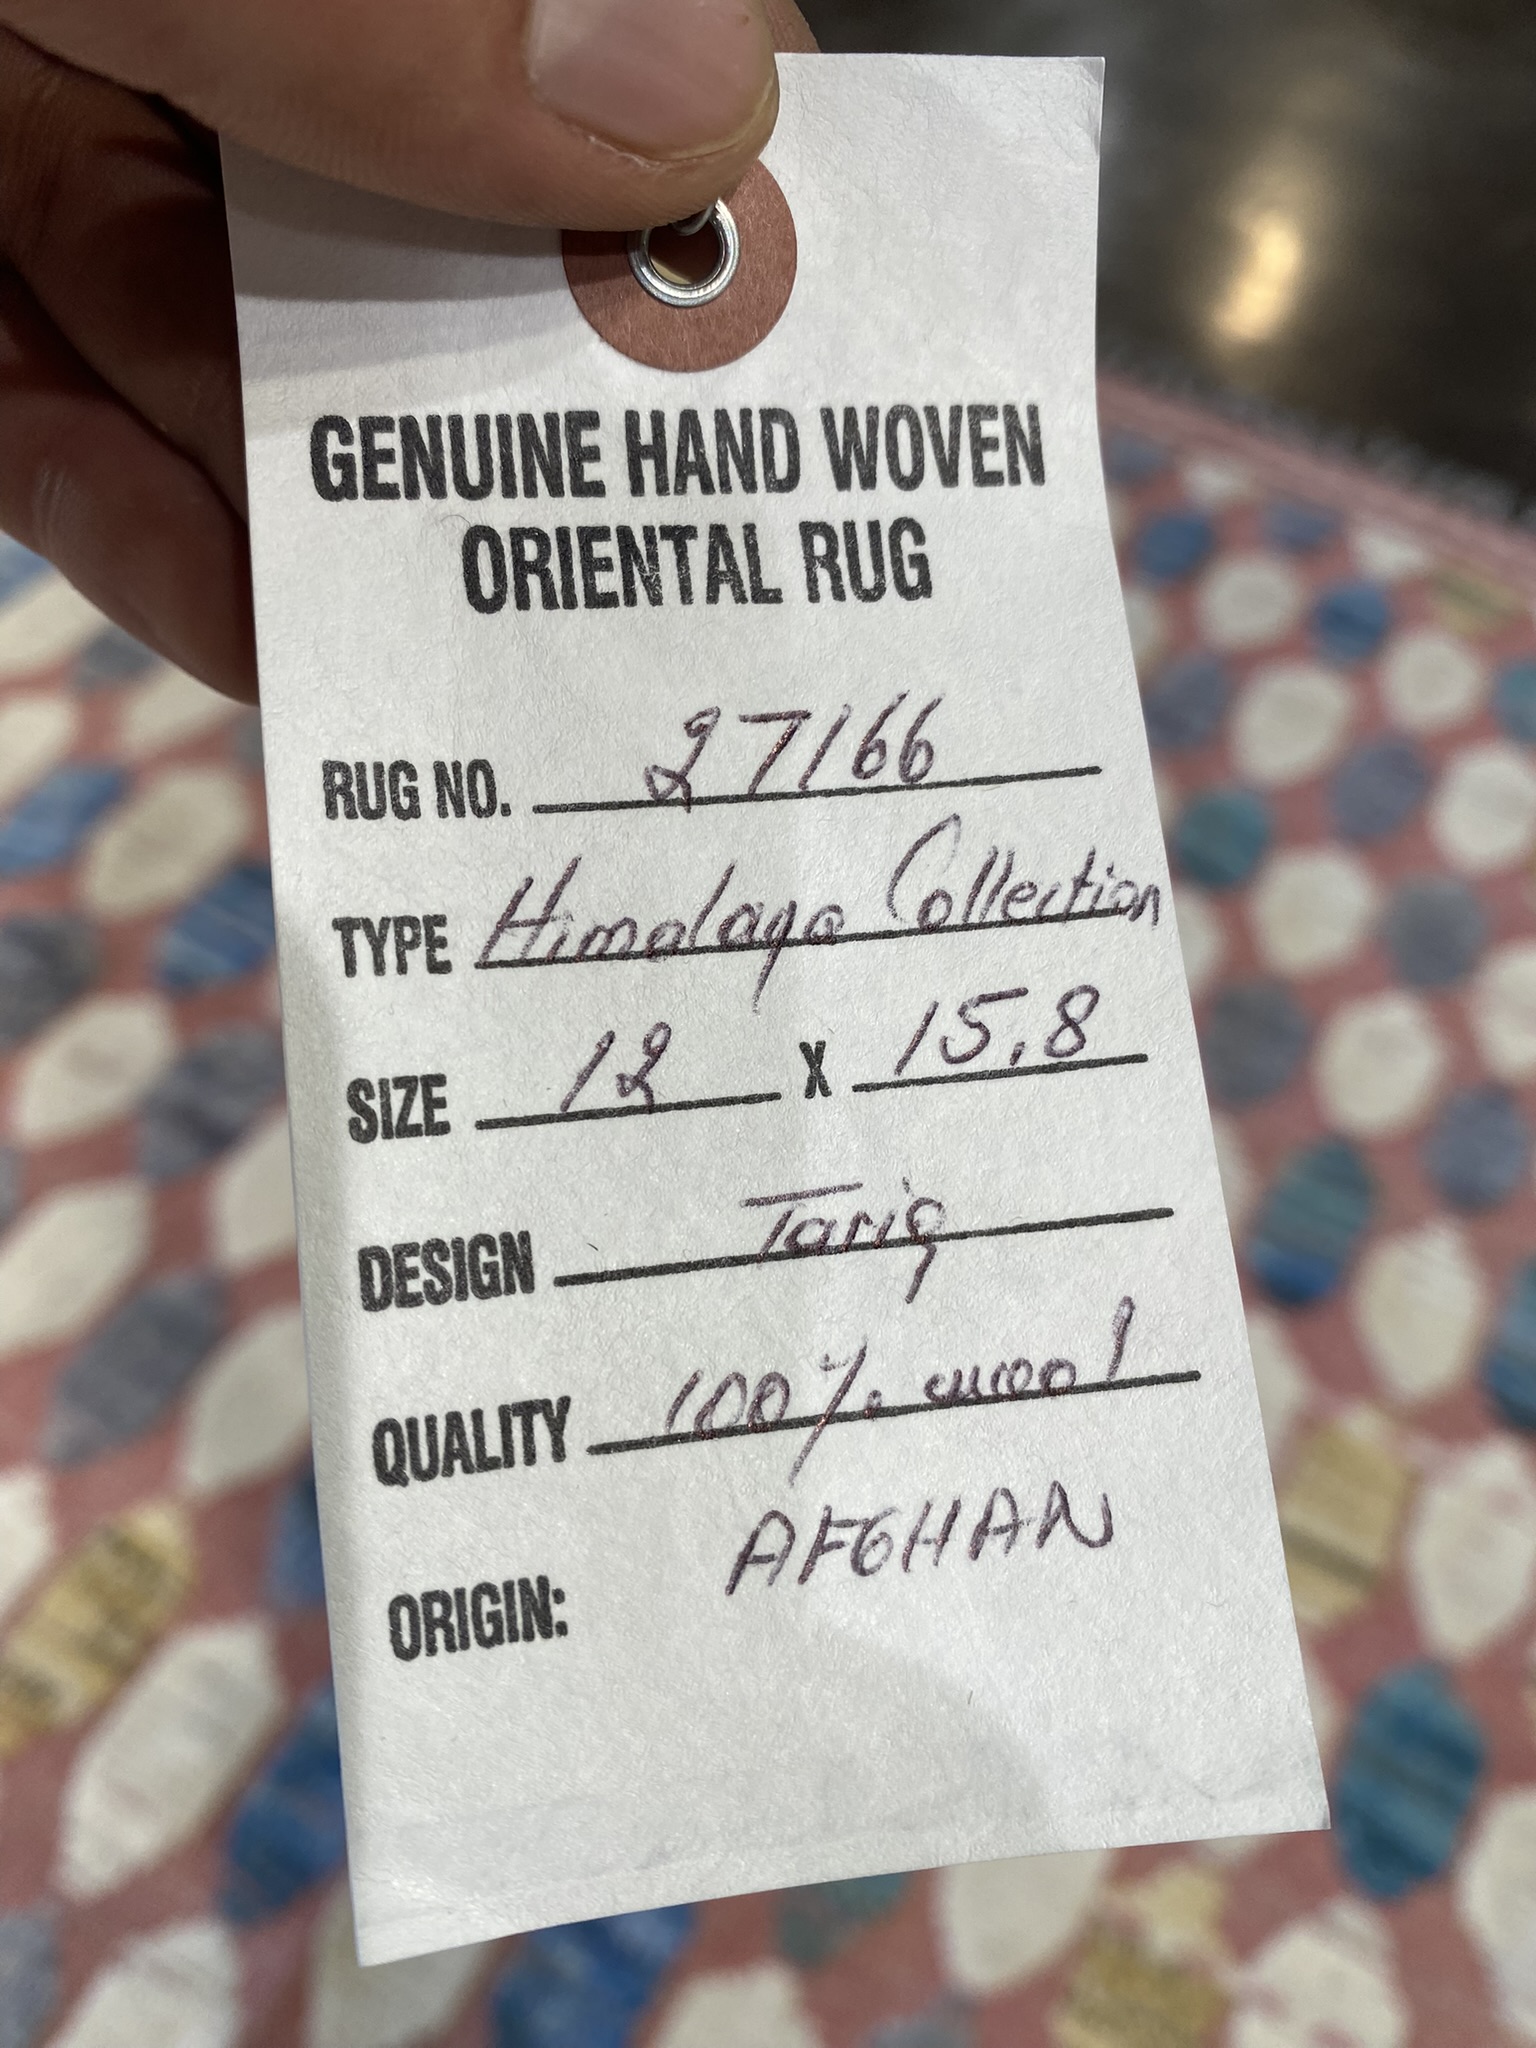 GENUINE HAND WOVEN
ORIENTAL RUG
RUG NO. 27166
TYPE Himalaya Collection
SIZE 12 X 15.8
DESIGN Tariq
QUALITY 100% wool
ORIGIN: AFGHAN